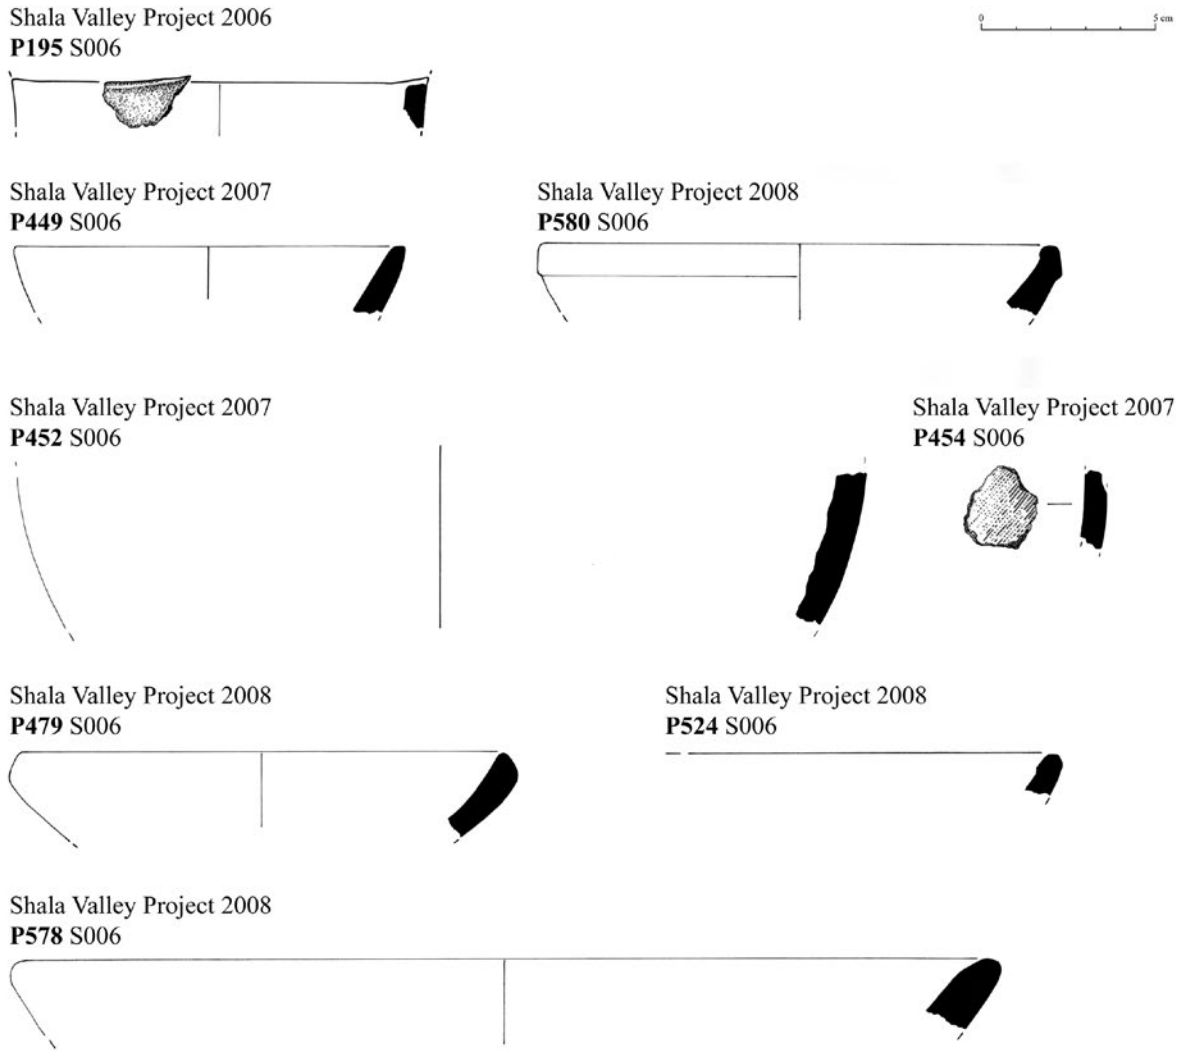 Shala Valley Project 2006
P195 S006
0 5 cm
Shala Valley Project 2007
P449 S006
Shala Valley Project 2008
P580 S006
Shala Valley Project 2007
P452 S006
Shala Valley Project 2007
P454 S006
Shala Valley Project 2008
P479 S006
Shala Valley Project 2008
P524 S006
Shala Valley Project 2008
P578 S006